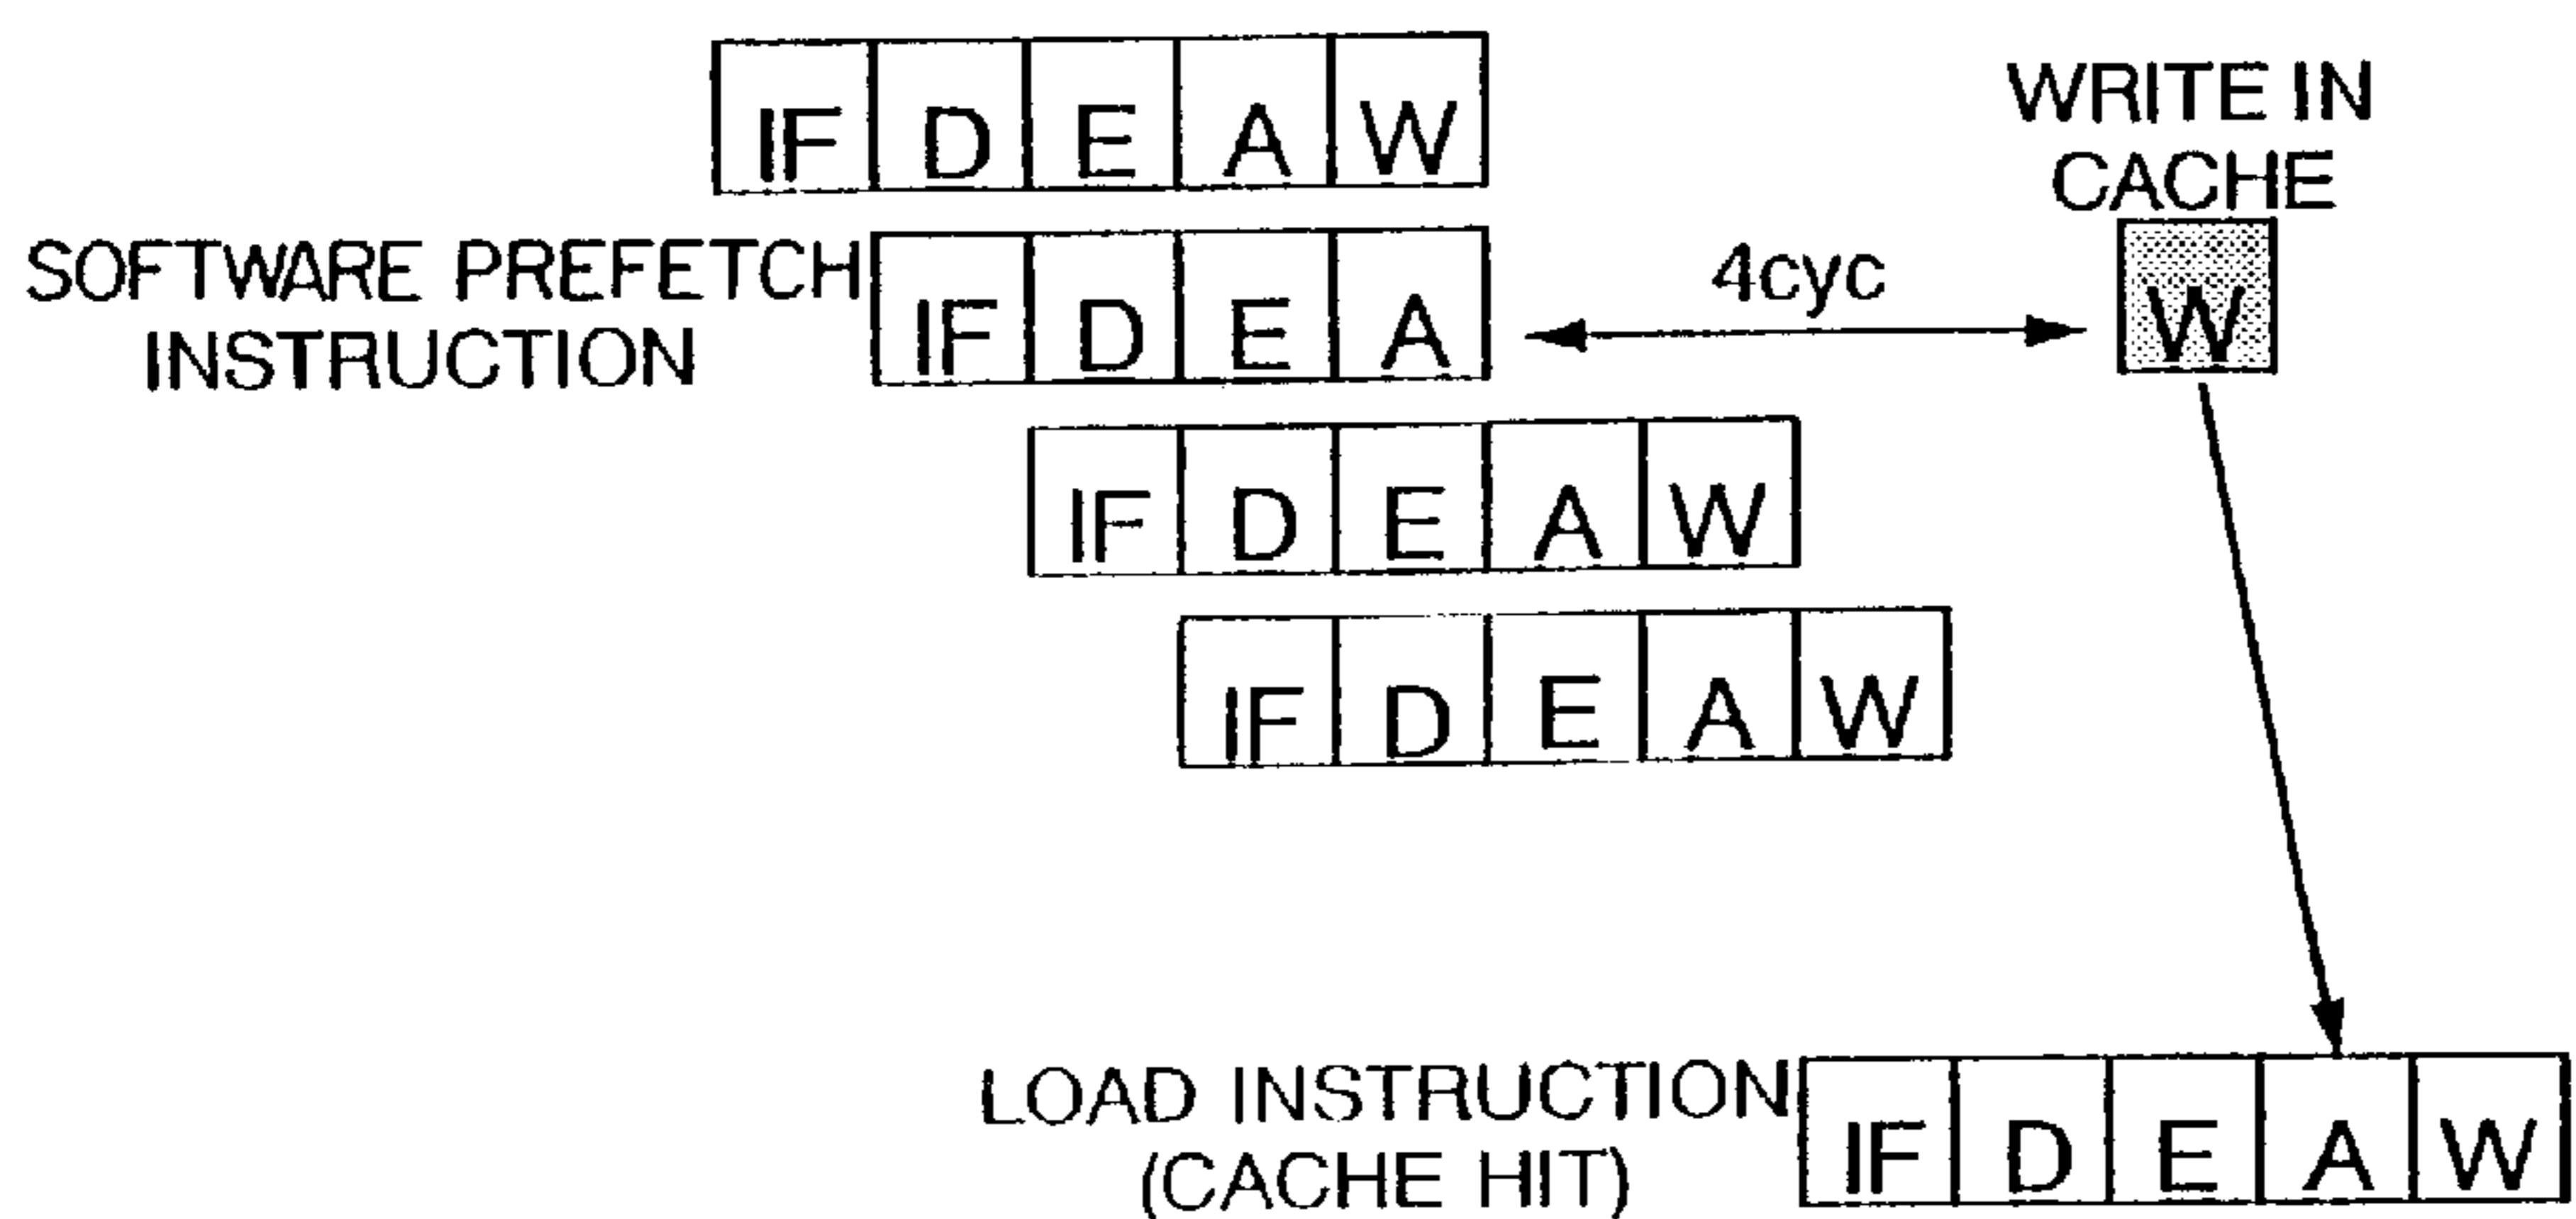 IF D E A W
WRITE IN
CACHE
SOFTWARE PREFETCH
INSTRUCTION
IF D E A
4cyc
W
IF D E A W
IF D E A W
LOAD INSTRUCTION
(CACHE HIT)
IF D E A W